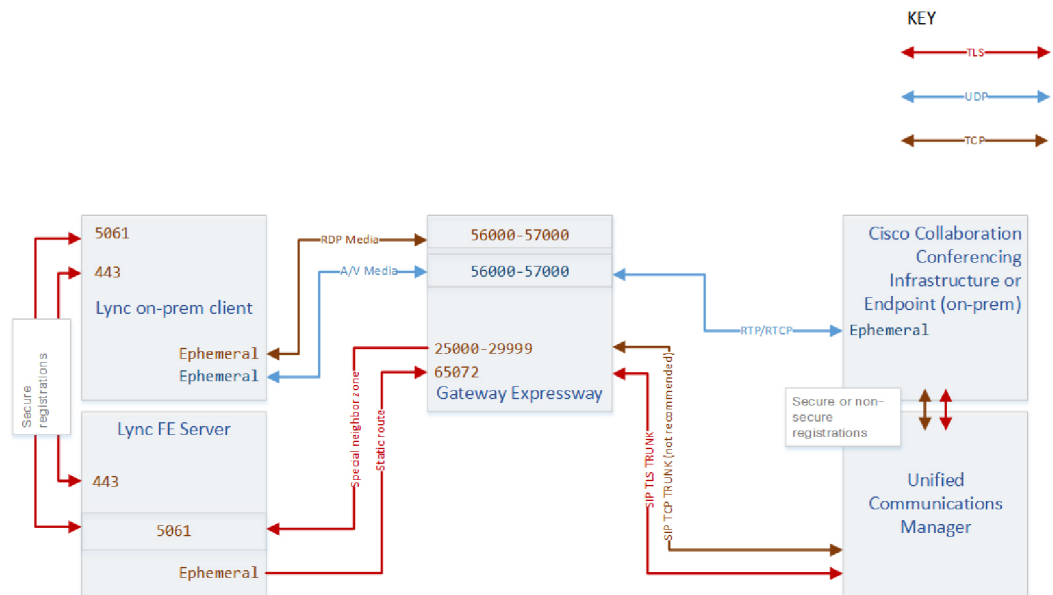 KEY
TLS
UDP
TCP
5061
443
Lync on-prem client
Ephemeral
Ephemeral
Secure
registrations
Lync FE Server
443
5061
Ephemeral
RDP Media
A/V Media
Special neighbor zone
Static route
56000-57000
56000-57000
25000-29999
65072
Gateway Expressway
RTP/RTCP
SIP TLS TRUNK
SIP TCP TRUNK (not recommended)
Cisco Collaboration
Conferencing
Infrastructure or
Endpoint (on-prem)
Ephemeral
Secure or non-
secure
registrations
Unified
Communications
Manager